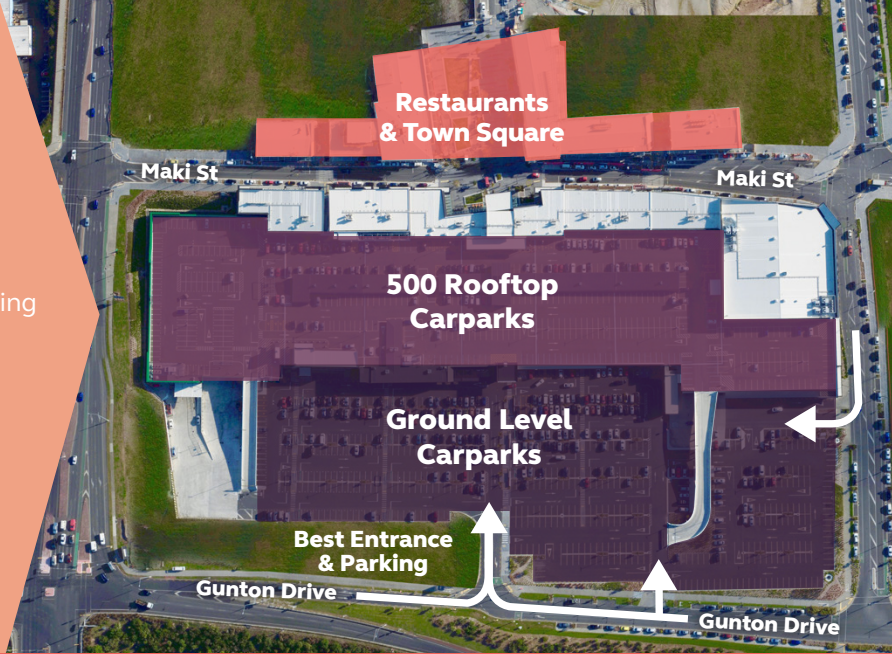 Restaurants
& Town Square
Maki St
Maki St
ing
500 Rooftop
Carparks
Ground Level
Carparks
Best Entrance
& Parking
Gunton Drive
Gunton Drive